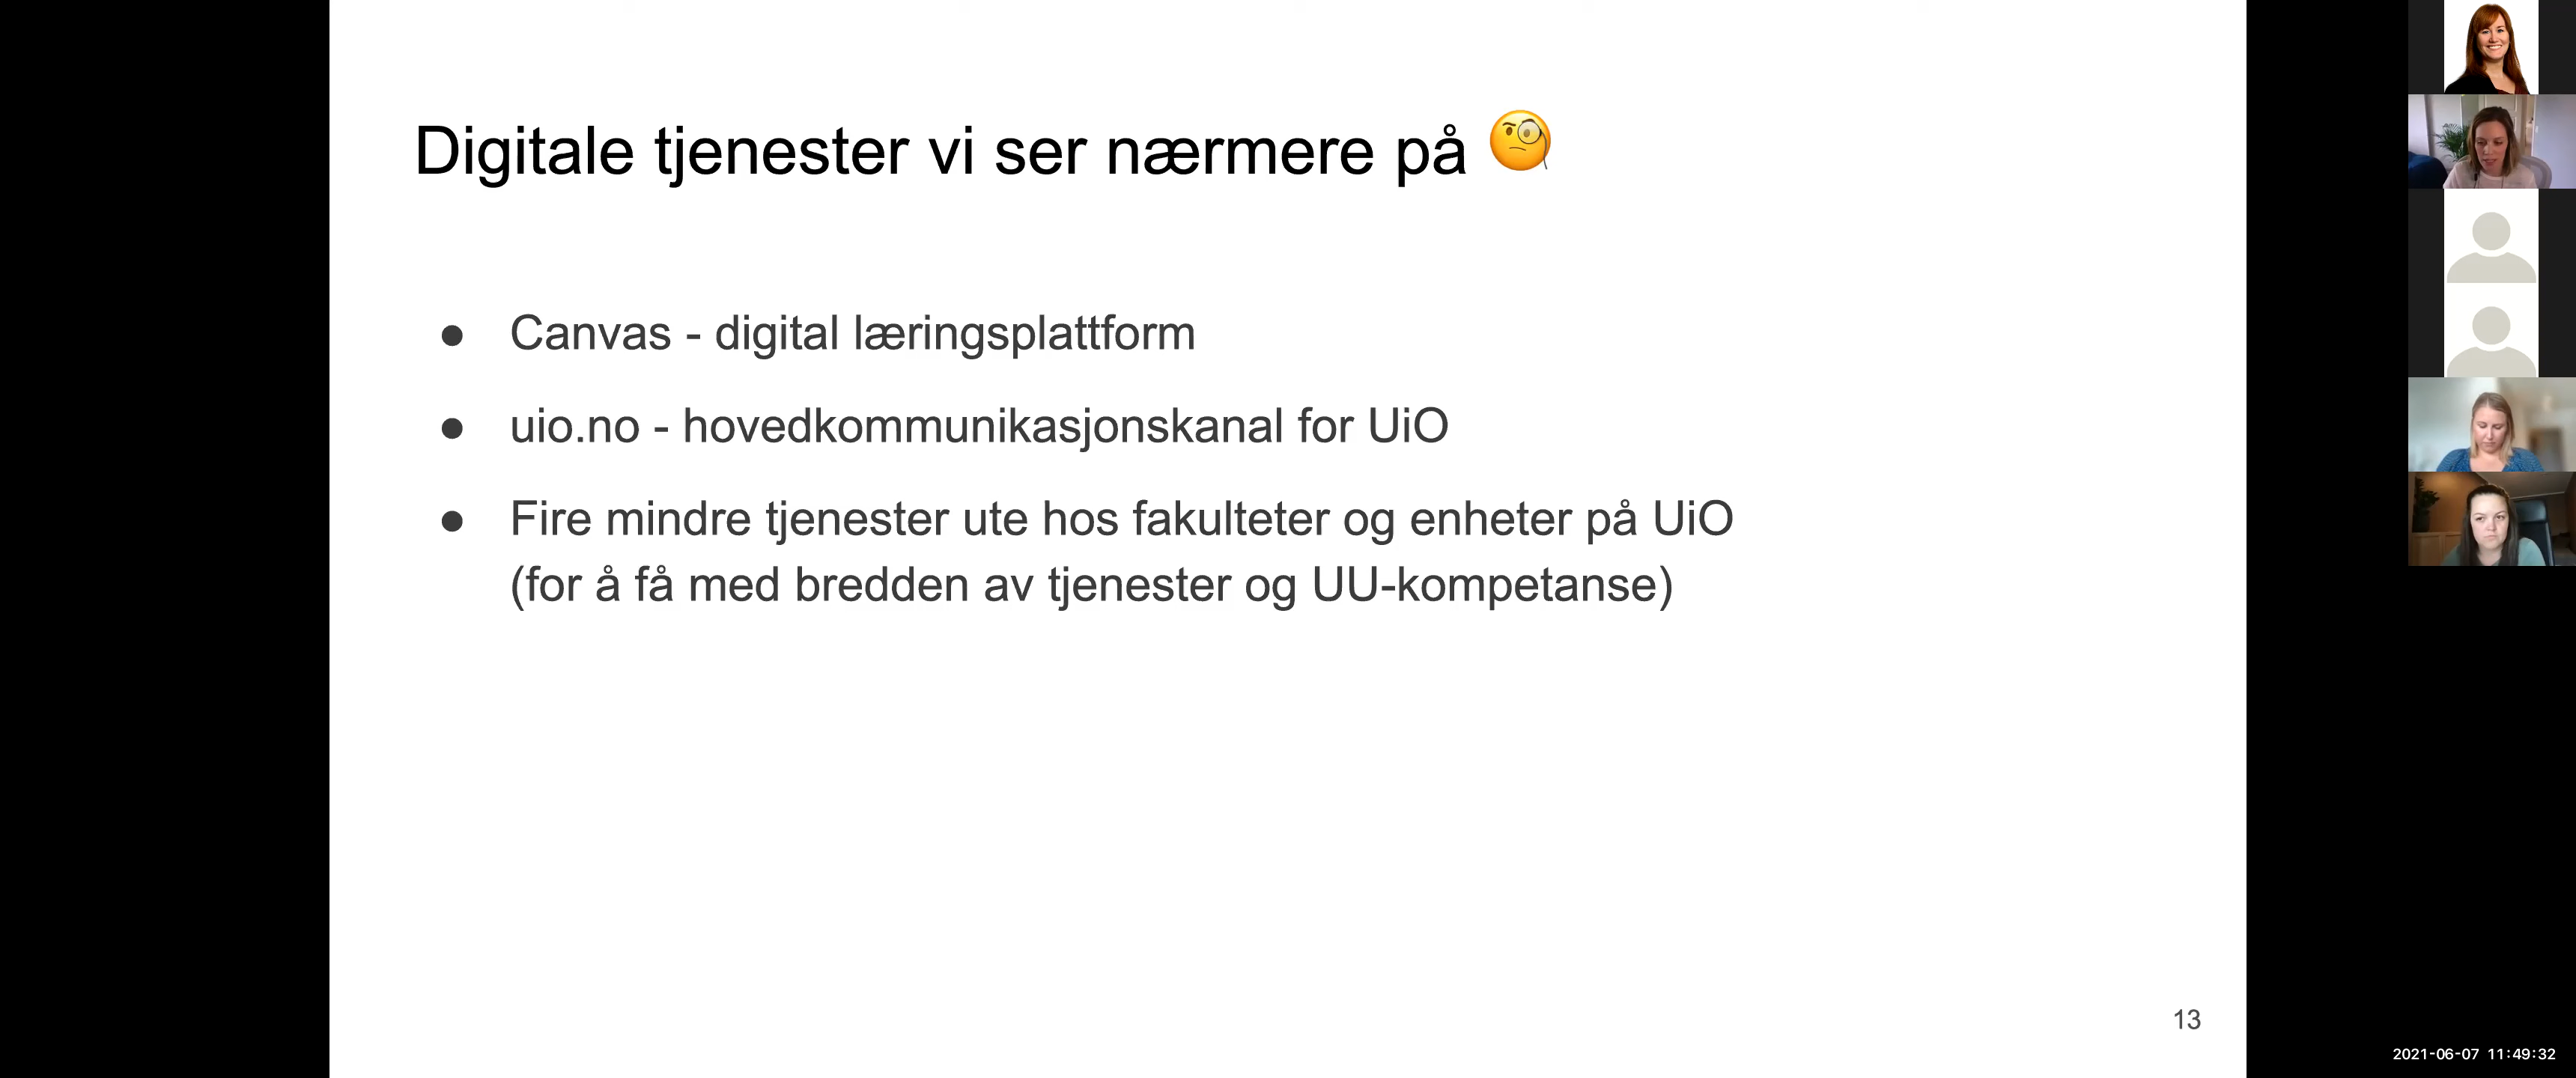 Digitale tjenester vi ser nærmere på 🧐
● Canvas - digital læringsplattform
● uio.no - hovedkommunikasjonskanal for UiO
● Fire mindre tjenester ute hos fakulteter og enheter på UiO
(for å få med bredden av tjenester og UU-kompetanse)
13
2021-06-07 11:49:32